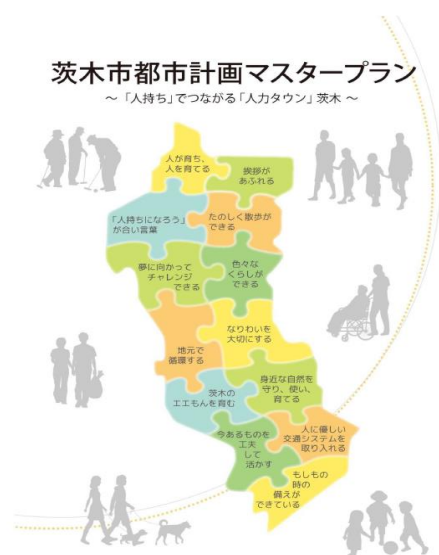 茨木市都市計画マスタープラン
～「人持ち」でつながる「人力タウン」茨木～
人が育ち、
人を育てる
挨拶が
あふれる
「人持ちになろう」
が合い言葉
たのしく散歩が
できる
夢に向かって
チャレンジ
できる
色々な
くらしが
できる
なりわいを
大切にする
地元で
循環する
身近な自然を
守り、使い、
育てる
茨木の
エエもんを育む
人に優しい
交通システムを
取り入れる
今あるものを
工夫
して
活かす
もしもの
時の
備えが
できている